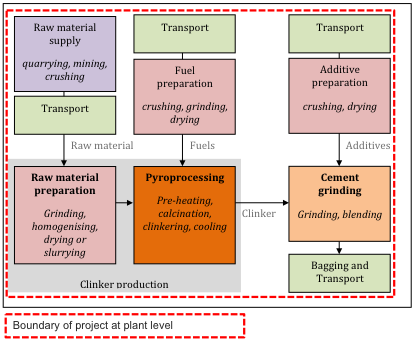 Raw material
supply
quarrying, mining,
crushing
Transport
Transport
Fuel
preparation
crushing, grinding,
drying
Transport
Additive
preparation
crushing, drying
Raw material
Fuels
Additives
Raw material
preparation
Grinding,
homogenising,
drying or
slurrying
Pyroprocessing
Pre-heating,
calcination,
clinkering, cooling
Clinker
Cement
grinding
Grinding, blending
Bagging and
Transport
Clinker production
Boundary of project at plant level